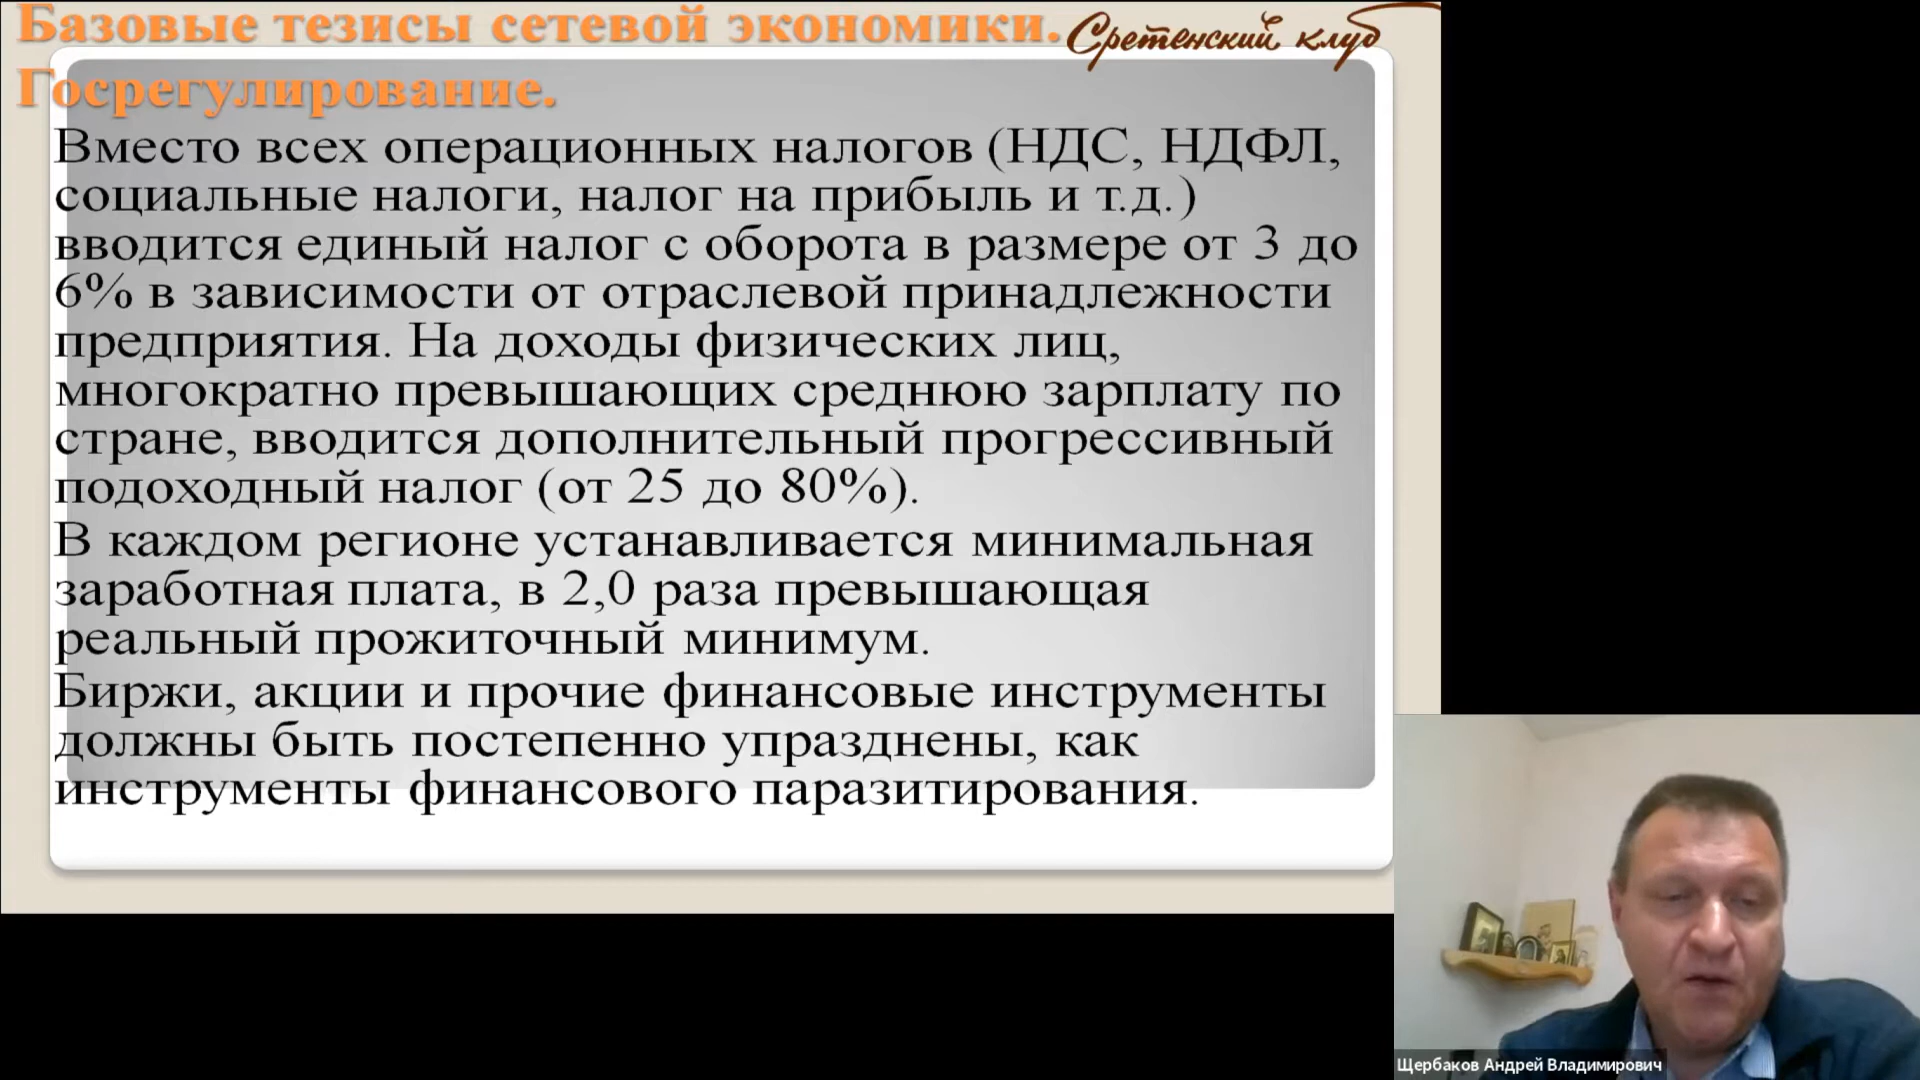 Базовые тезисы сетевой экономики.
Сретенский клуб
Госрегулирование.
Вместо всех операционных налогов (НДС, НДФЛ,
социальные налоги, налог на прибыль и т.д.)
вводится единый налог с оборота в размере от 3 до
6% в зависимости от отраслевой принадлежности
предприятия. На доходы физических лиц,
многократно превышающих среднюю зарплату по
стране, вводится дополнительный прогрессивный
подоходный налог (от 25 до 80%).
В каждом регионе устанавливается минимальная
заработная плата, в 2,0 раза превышающая
реальный прожиточный минимум.
Биржи, акции и прочие финансовые инструменты
должны быть постепенно упразднены, как
инструменты финансового паразитирования.
Щербаков Андрей Владимирович